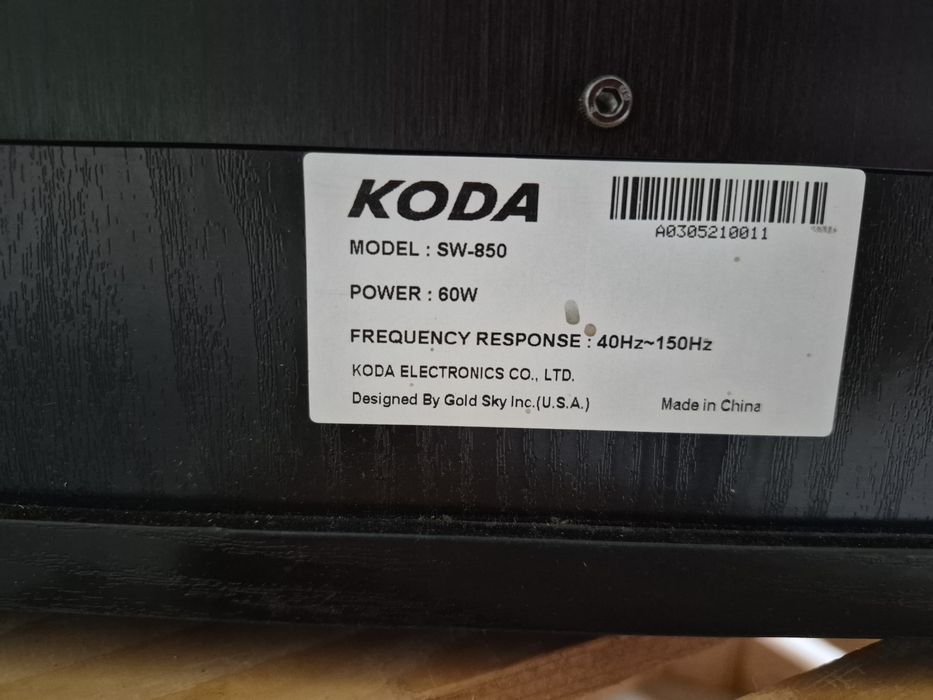 KODA
A0305210011
MODEL : SW-850
POWER : 60W
FREQUENCY RESPONSE : 40Hz~150Hz
KODA ELECTRONICS CO., LTD.
Designed By Gold Sky Inc.(U.S.A.)
Made in China